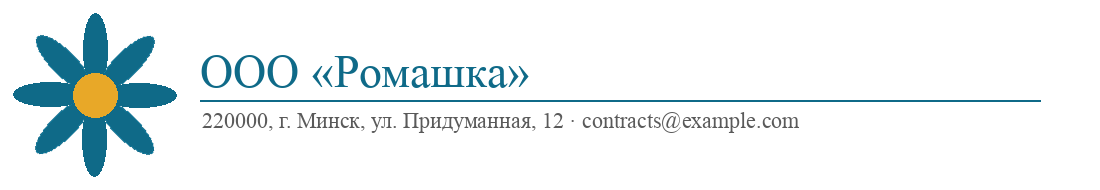 ООО «Ромашка»
220000, г. Минск, ул. Придуманная, 12 · contracts@example.com